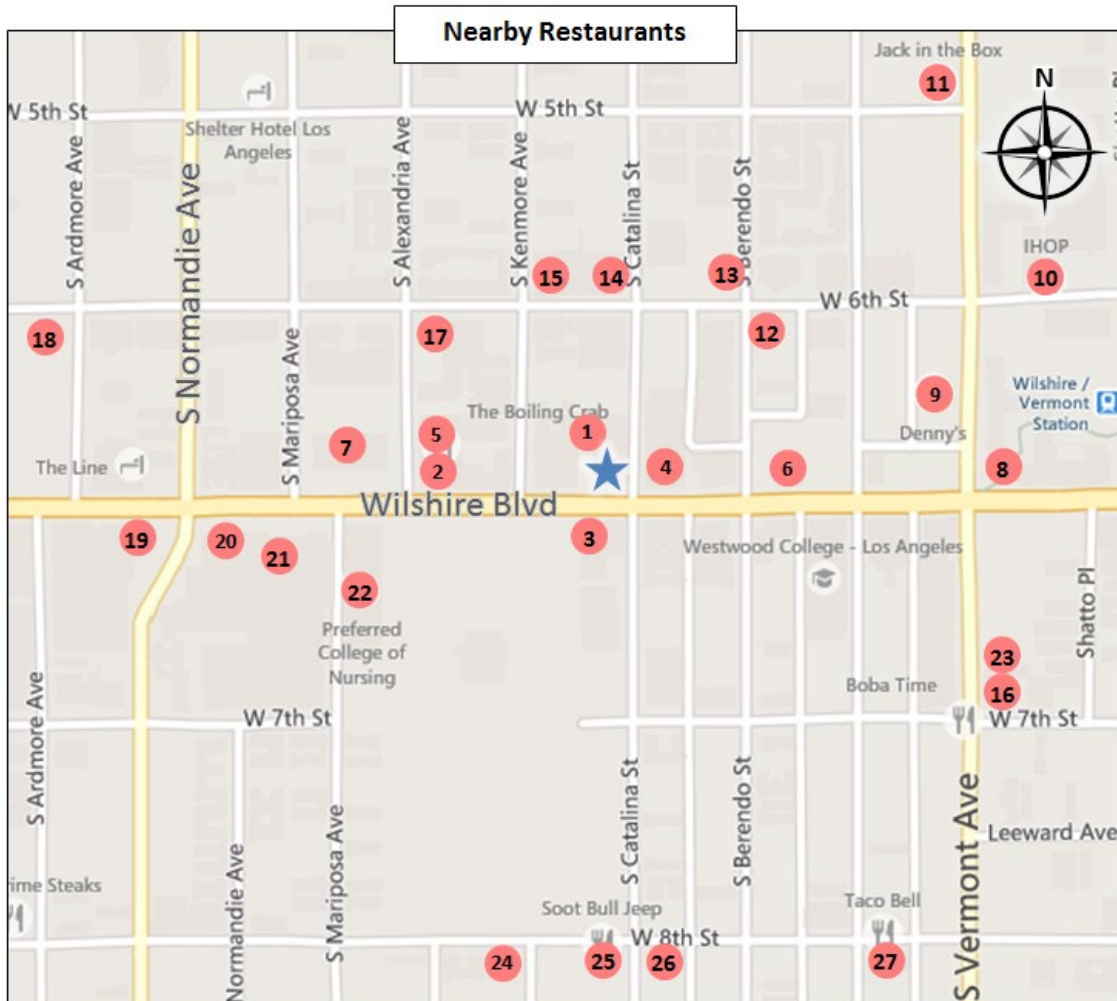 Nearby Restaurants
Jack in the Box
11
N
W 5th St
W 5th St
Shelter Hotel Los
Angeles
S Ardmore Ave
S Normandie Ave
S Alexandria Ave
S Kenmore Ave
S Catalina St
S Berendo St
IHOP
15
14
13
10
W 6th St
18
17
12
S Mariposa Ave
9
Wilshire /
Vermont
Station
The Boiling Crab
1
5
7
Denny's
The Line
2
4
6
8
Wilshire Blvd
19
20
21
3
Westwood College - Los Angeles
22
Preferred
College of
Nursing
Shatto Pl
23
Boba Time
16
W 7th St
W 7th St
S Ardmore Ave
S Mariposa Ave
Normandie Ave
S Catalina St
S Berendo St
S Vermont Ave
Leeward Ave
Steaks
Soot Bull Jeep
Taco Bell
W 8th St
24
25
26
27